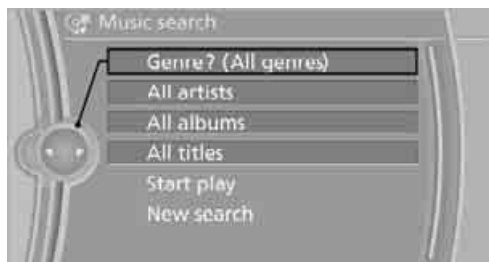 Music search
Genre? (All genres)
All artists
All albums
All titles
Start play
New search